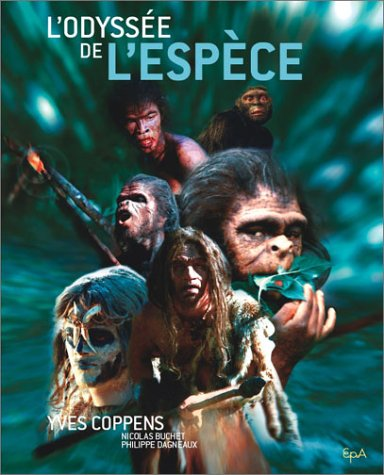 L'ODYSSÉE
DE L'ESPÈCE
YVES COPPENS
NICOLAS BUCHET
PHILIPPE DAGNEAUX
EPA